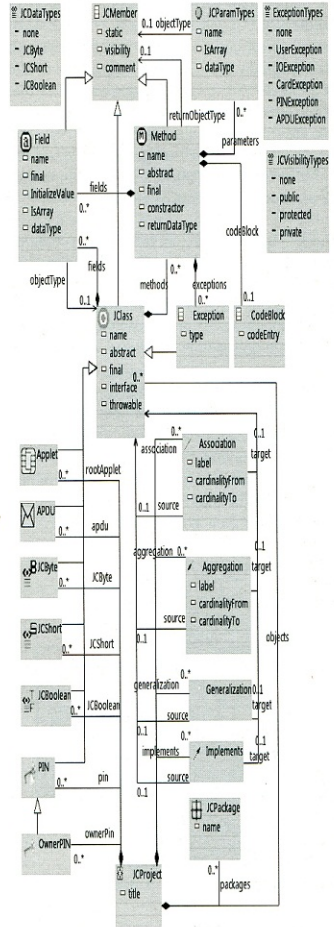 JCDataTypes
none
JCByte
JCShort
JCBoolean
JCMember
static
visibility
comment
0..1 objectType
0..1
JCParamTypes
name
IsArray
dataType
ExceptionTypes
none
UserException
IOException
CardException
PINException
APDUException
returnObjectType
0..*
parameters
a Field
name
final
InitializeValue
IsArray
dataType
fields
0..*
M Method
name
abstract
final
constractor
returnDataType
JCVisibilityTypes
none
public
protected
private
codeBlock
0..*
fields
objectType
0..1
0..*
methods
exceptions
0..*
0..1
JClass
name
abstract
final
interface
throwable
0..*
Exception
type
CodeBlock
codeEntry
Applet
0..*
rootApplet
APDU
0..*
apdu
JCByte
0..*
JCByte
JCShort
0..*
JCShort
JCBoolean
0..*
JCBoolean
PIN
0..*
pin
OwnerPIN
0..*
ownerPin
0..*
association
Association
label
cardinalityFrom
cardinalityTo
0..1
target
0..1
source
aggregation
0..*
Aggregation
label
cardinalityFrom
cardinalityTo
0..1
target
source
0..1
objects
0..*
generalization
Generalization
0..1
target
source
0..1
0..*
implements
Implements
0..1
target
source
0..1
JCPackage
name
0..*
packages
JCProject
title